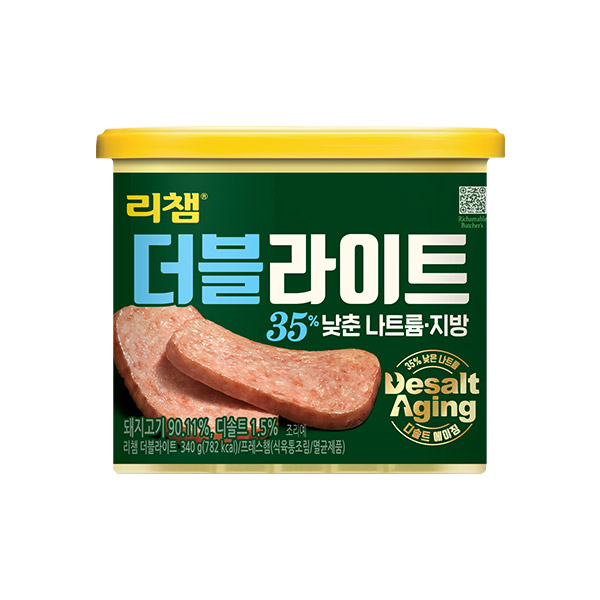 리챔®
Richamable
Butcher's
더블라이트
35% 낮춘 나트륨·지방
35% 낮은 나트륨
Desalt
Aging
디솔트 에이징
돼지고기 90.11%, 디솔트 1.5% 조리예
리챔 더블라이트 340 g(782 kcal)/프레스햄(식육통조림/멸균제품)